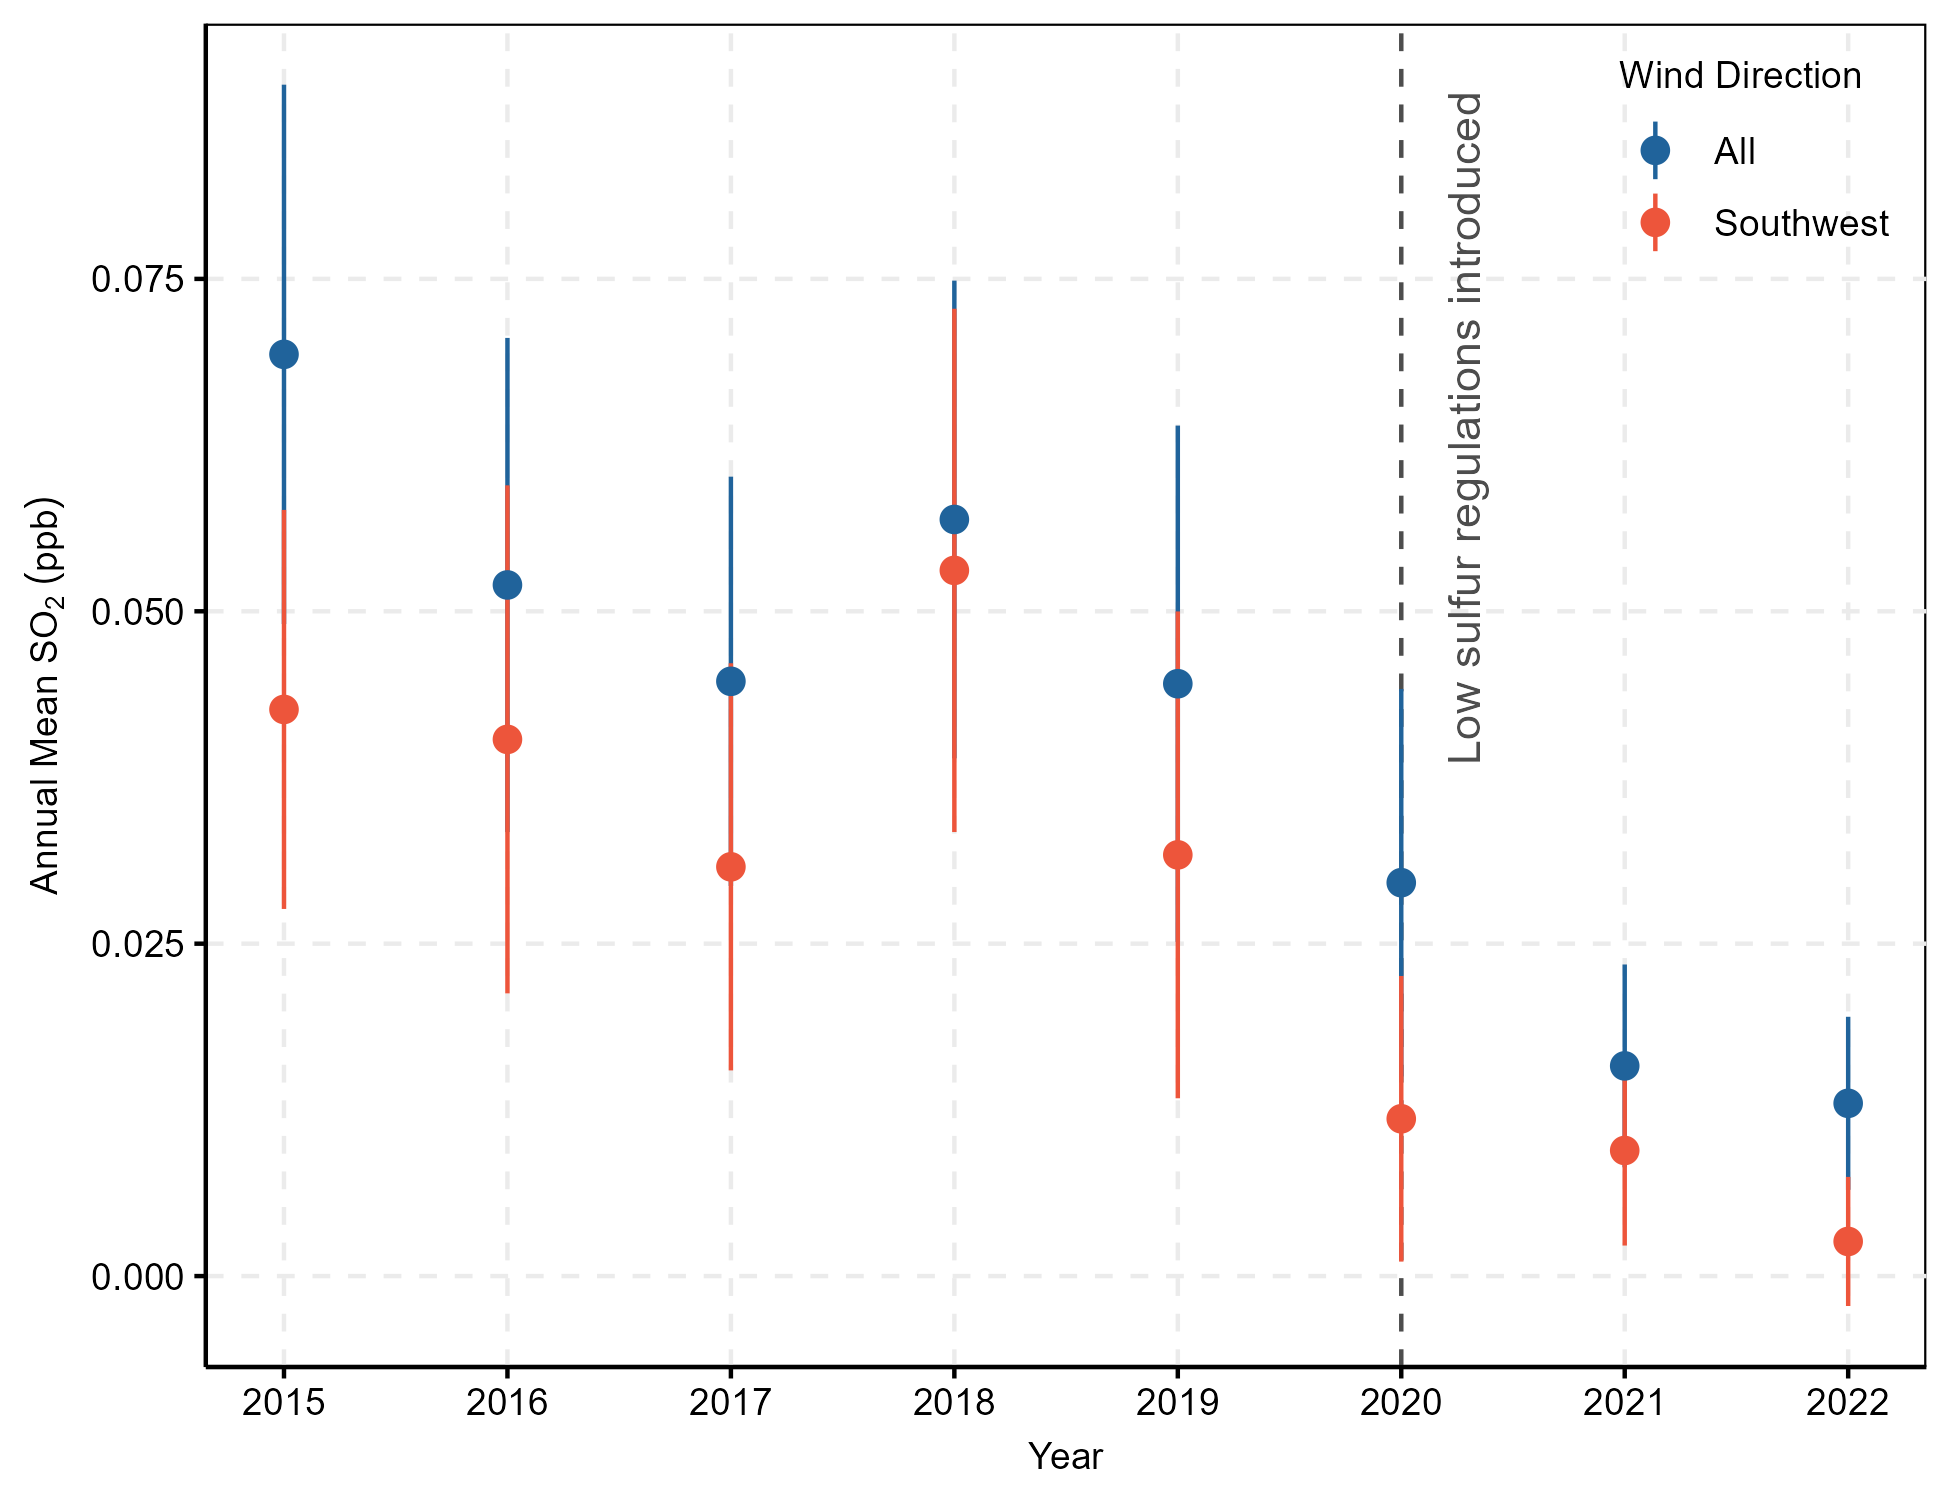 Wind Direction
All
Southwest
Low sulfur regulations introduced
Annual Mean SO₂ (ppb)
0.075
0.050
0.025
0.000
2015 2016 2017 2018 2019 2020 2021 2022
Year